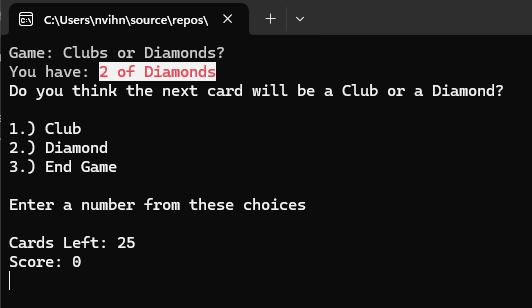 C:\Users\nvihn\source\repos\
Game: Clubs or Diamonds?
You have: 2 of Diamonds
Do you think the next card will be a Club or a Diamond?
1.) Club
2.) Diamond
3.) End Game
Enter a number from these choices
Cards Left: 25
Score: 0